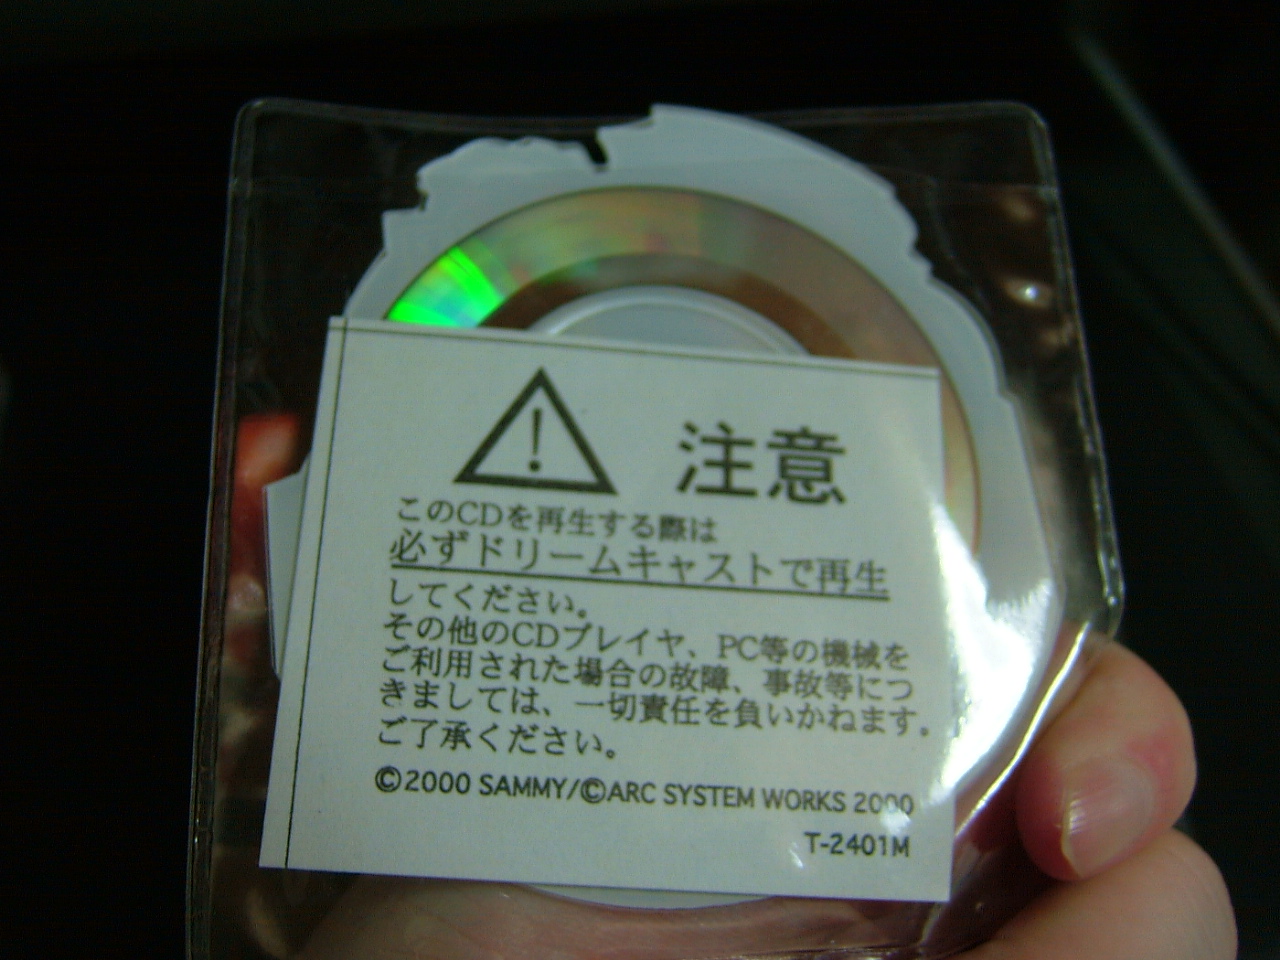 注意
このCDを再生する際は
必ずドリームキャストで再生
してください。
その他のCDプレイヤ、PC等の機械を
ご利用された場合の故障、事故等につ
きましては、一切責任を負いかねます。
ご了承ください。
©2000 SAMMY/©ARC SYSTEM WORKS 2000
T-2401M